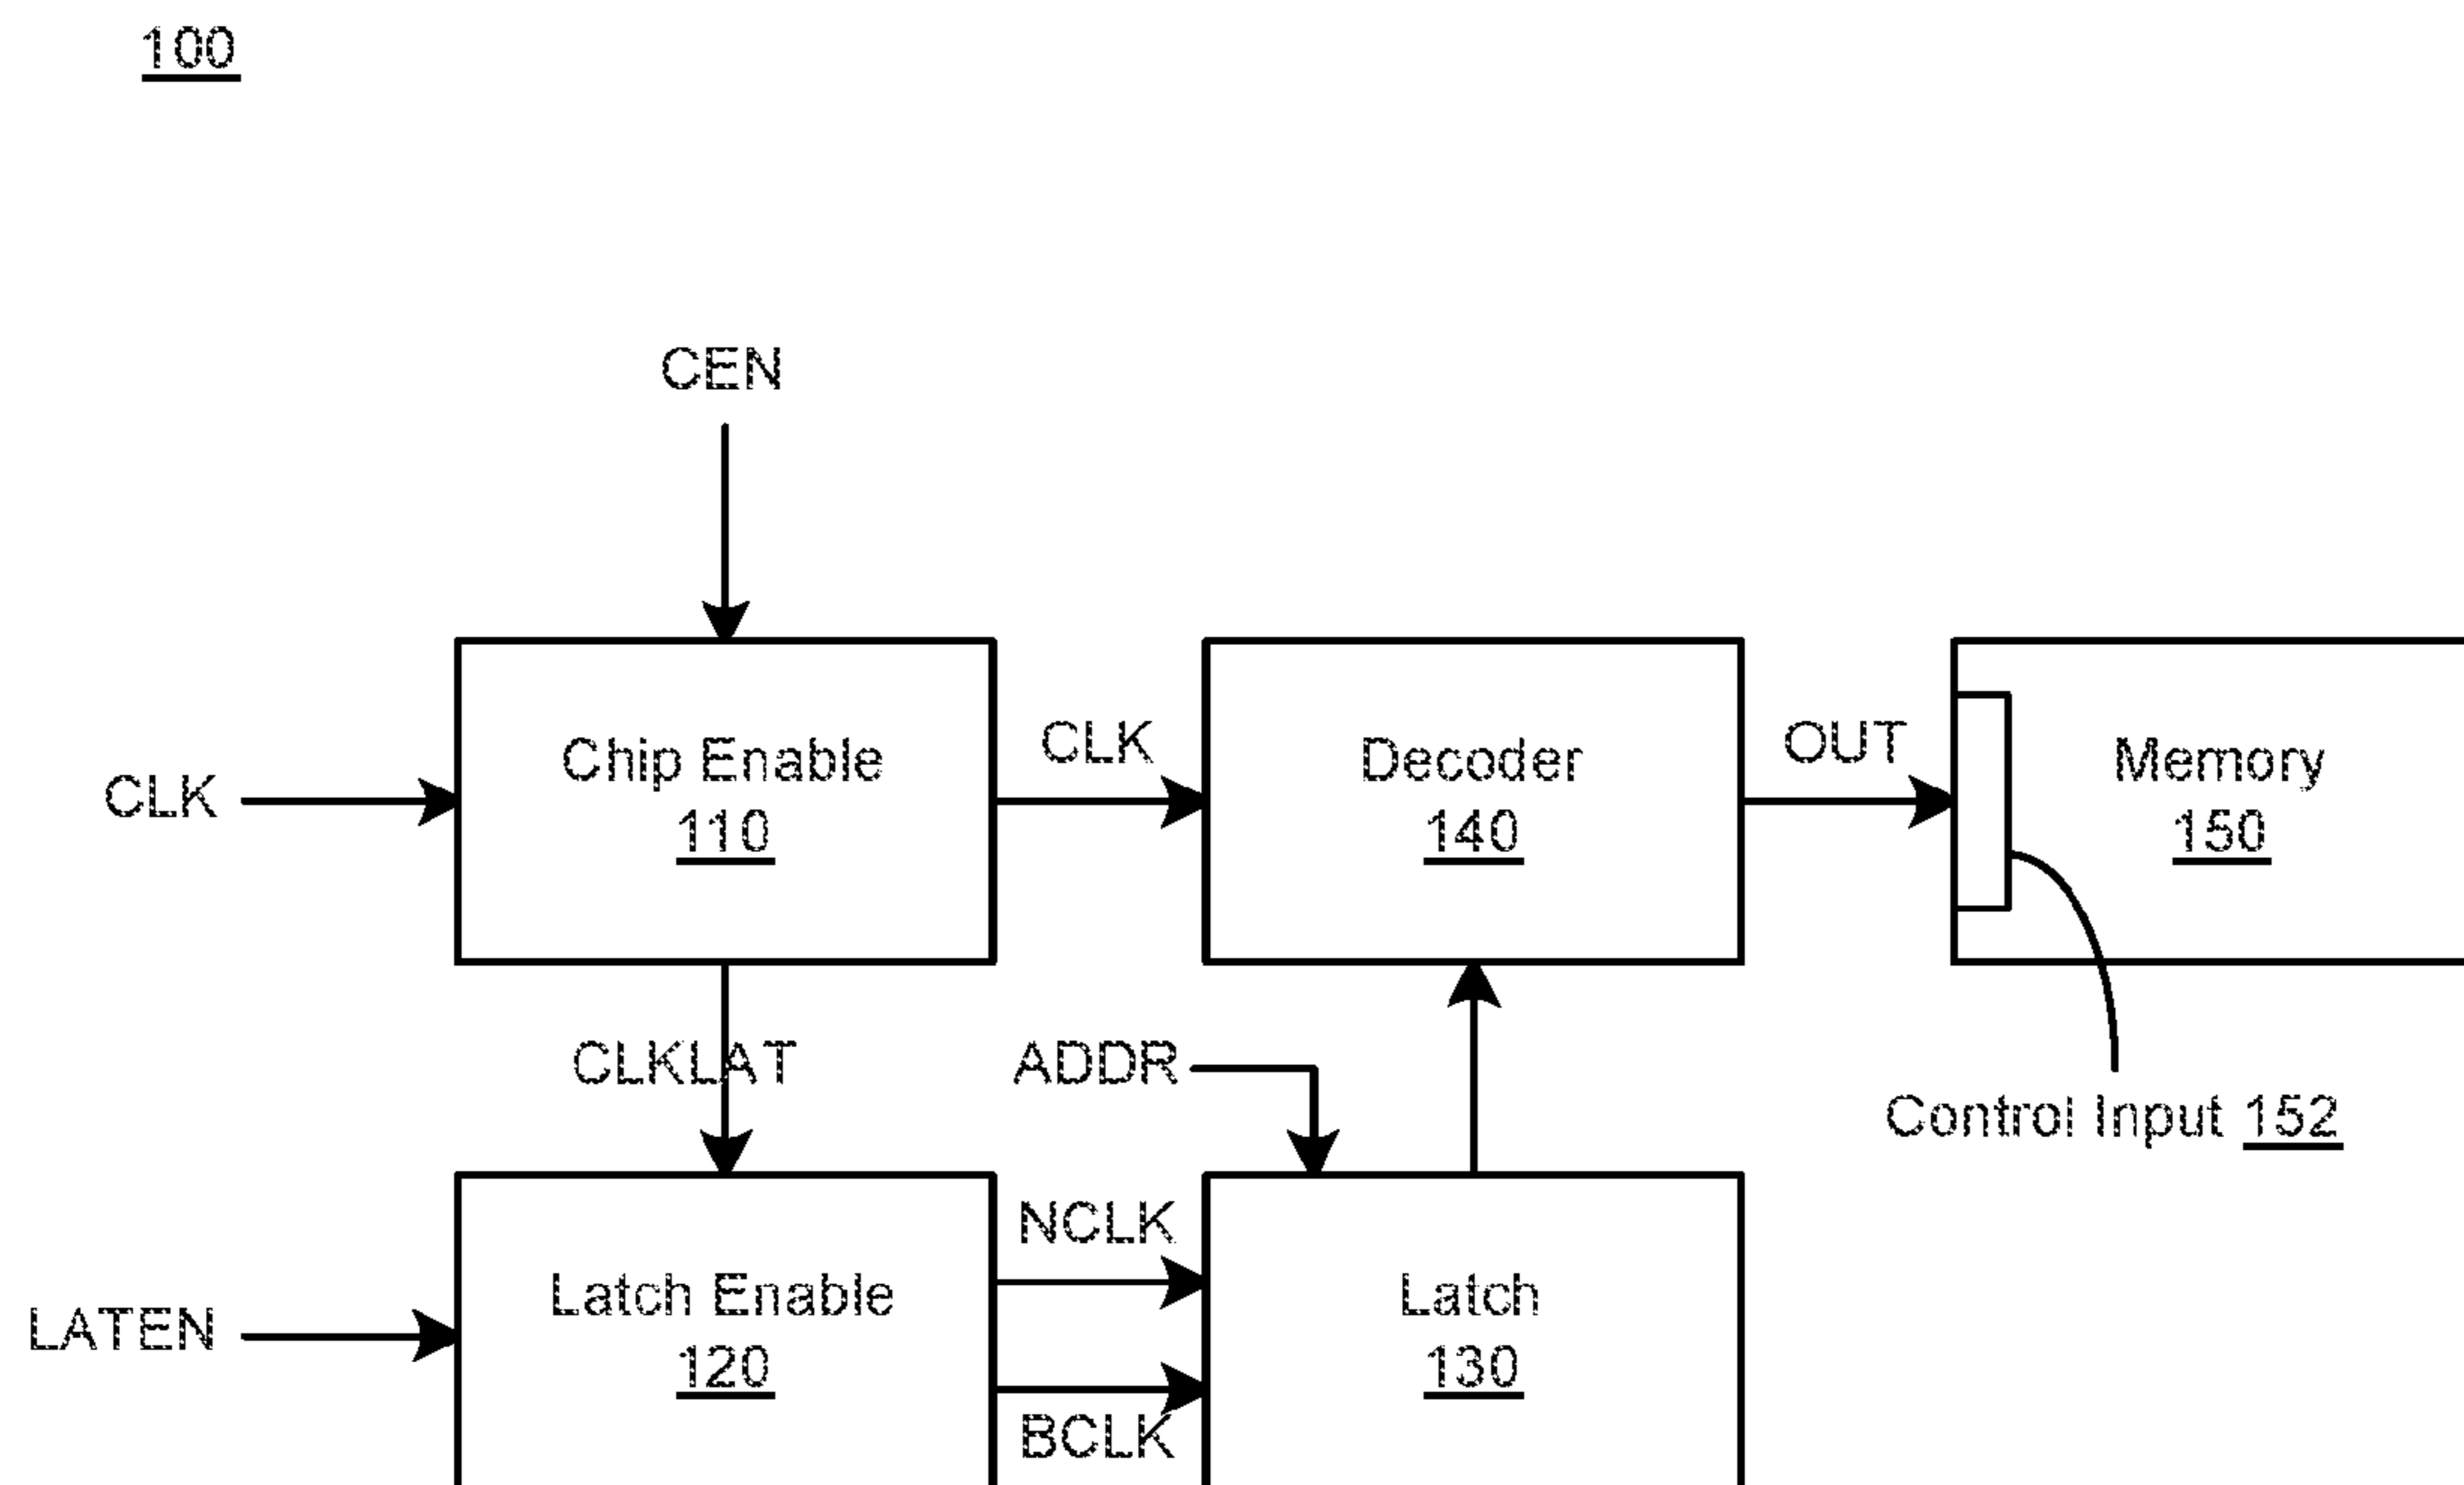 100
CEN
CLK
Chip Enable
110
CLK
Decoder
140
OUT
Memory
150
CLKLAT
ADDR
Control Input 152
LATEN
Latch Enable
120
NCLK
BCLK
Latch
130